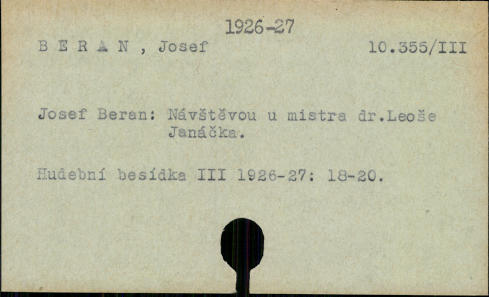 1926-27
B E R A N , Josef 10.355/III
Josef Beran: Návštěvou u mistra dr.Leoše
Janáčka.
Hudební besídka III 1926-27: 18-20.